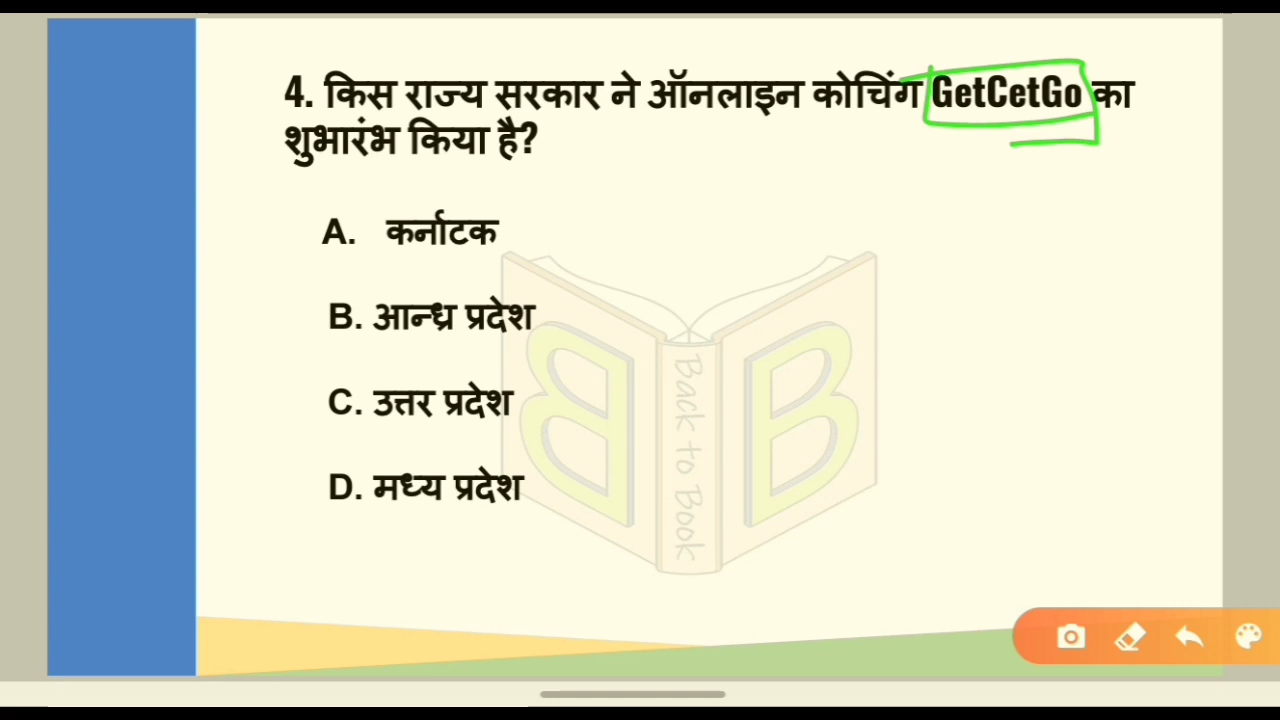 4. किस राज्य सरकार ने ऑनलाइन कोचिंग GetCetGo का
शुभारंभ किया है?
A. कर्नाटक
B. आन्ध्र प्रदेश
C. उत्तर प्रदेश
D. मध्य प्रदेश
Back to Book